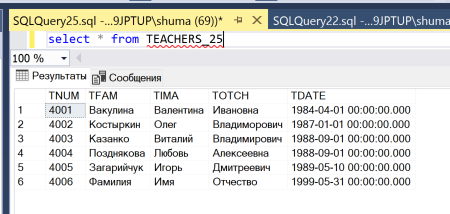 SQLQuery25.sql -...9JPTUP\shuma (69))* SQLQuery22.sql -...9JPTUP\shum
select * from TEACHERS_25
100 %
Результаты Сообщения
TNUM TFAM TIMA TOTCH TDATE
1 4001 Вакулина Валентина Ивановна 1984-04-01 00:00:00.000
2 4002 Костыркин Олег Владиморович 1987-01-01 00:00:00.000
3 4003 Казанко Виталий Владимирович 1988-09-01 00:00:00.000
4 4004 Позднякова Любовь Алексеевна 1988-09-01 00:00:00.000
5 4005 Загарийчук Игорь Дмитреевич 1989-05-10 00:00:00.000
6 4006 Фамилия Имя Отчество 1999-05-31 00:00:00.000